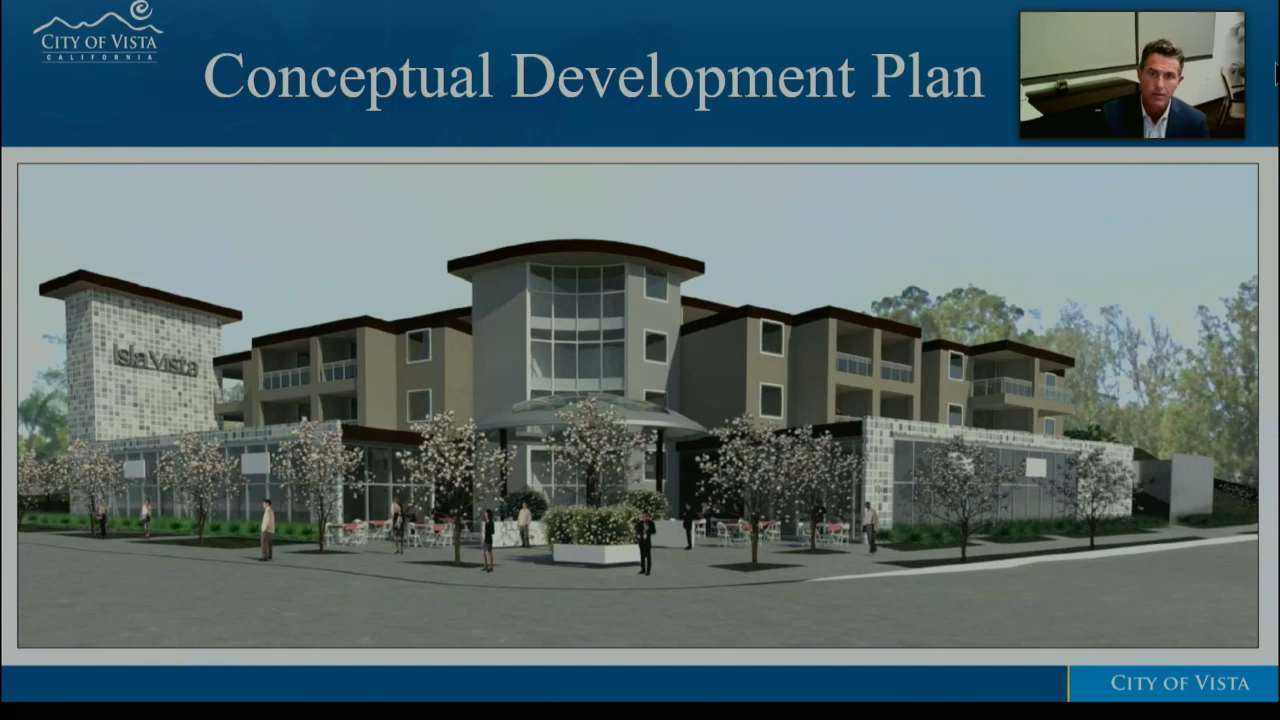 CITY OF VISTA
CALIFORNIA
Conceptual Development Plan
Isla Vista
CITY OF VISTA